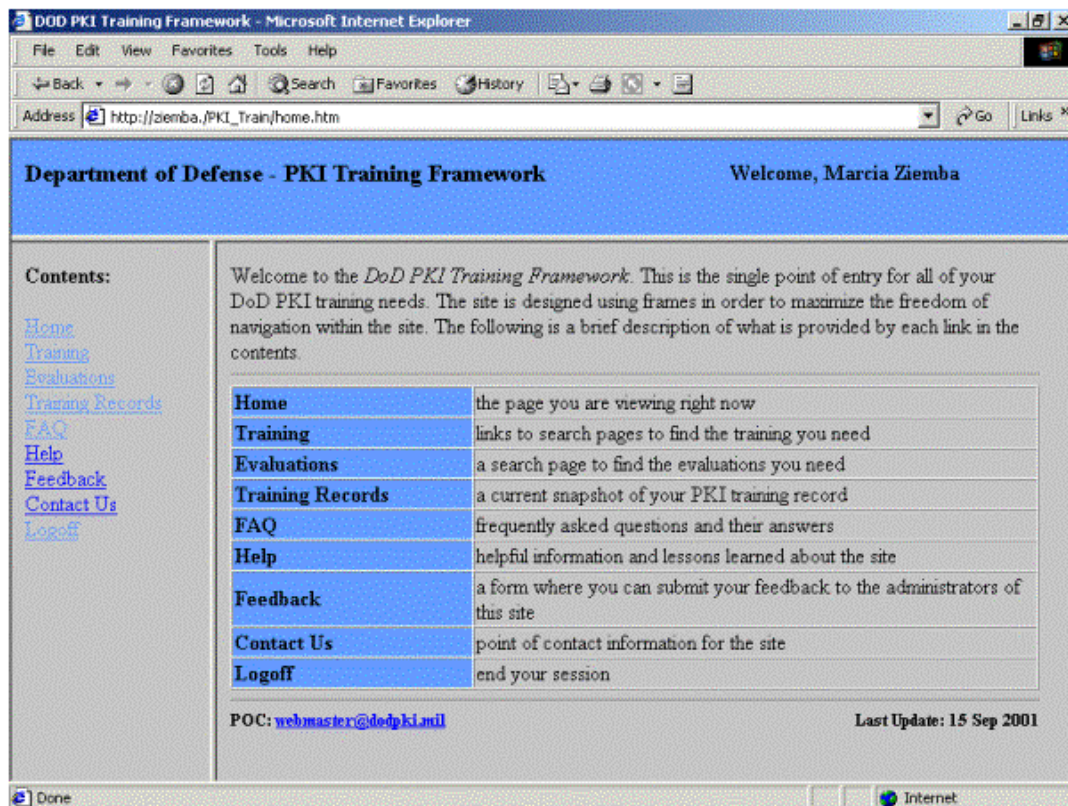 DOD PKI Training Framework - Microsoft Internet Explorer
File Edit View Favorites Tools Help
Back Search Favorites History
Address http://ziemba./PKI_Train/home.htm Go Links »
Department of Defense - PKI Training Framework Welcome, Marcia Ziemba
Contents:
Home
Training
Evaluations
Training Records
FAQ
Help
Feedback
Contact Us
Logoff
Welcome to the DoD PKI Training Framework. This is the single point of entry for all of your
DoD PKI training needs. The site is designed using frames in order to maximize the freedom of
navigation within the site. The following is a brief description of what is provided by each link in the
contents.
Home the page you are viewing right now
Training links to search pages to find the training you need
Evaluations a search page to find the evaluations you need
Training Records a current snapshot of your PKI training record
FAQ frequently asked questions and their answers
Help helpful information and lessons learned about the site
Feedback a form where you can submit your feedback to the administrators of
this site
Contact Us point of contact information for the site
Logoff end your session
POC: webmaster@dodpki.mil Last Update: 15 Sep 2001
Done Internet